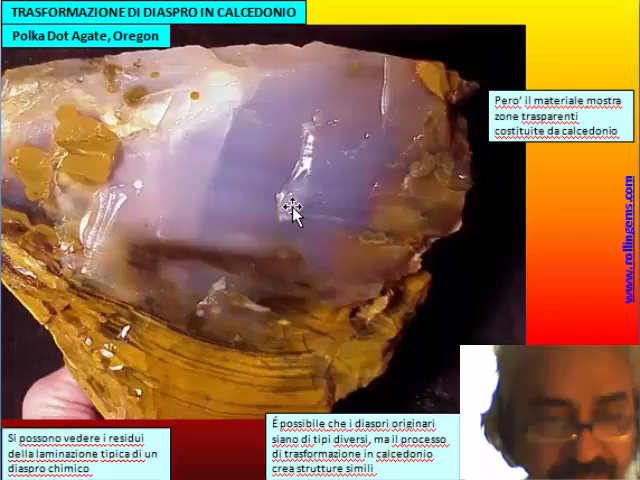 TRASFORMAZIONE DI DIASPRO IN CALCEDONIO
Polka Dot Agate, Oregon
Pero' il materiale mostra
zone trasparenti
costituite da calcedonio
www.rollingems.com
Si possono vedere i residui
della laminazione tipica di un
diaspro chimico
É possibile che i diaspri originari
siano di tipi diversi, ma il processo
di trasformazione in calcedonio
crea strutture simili